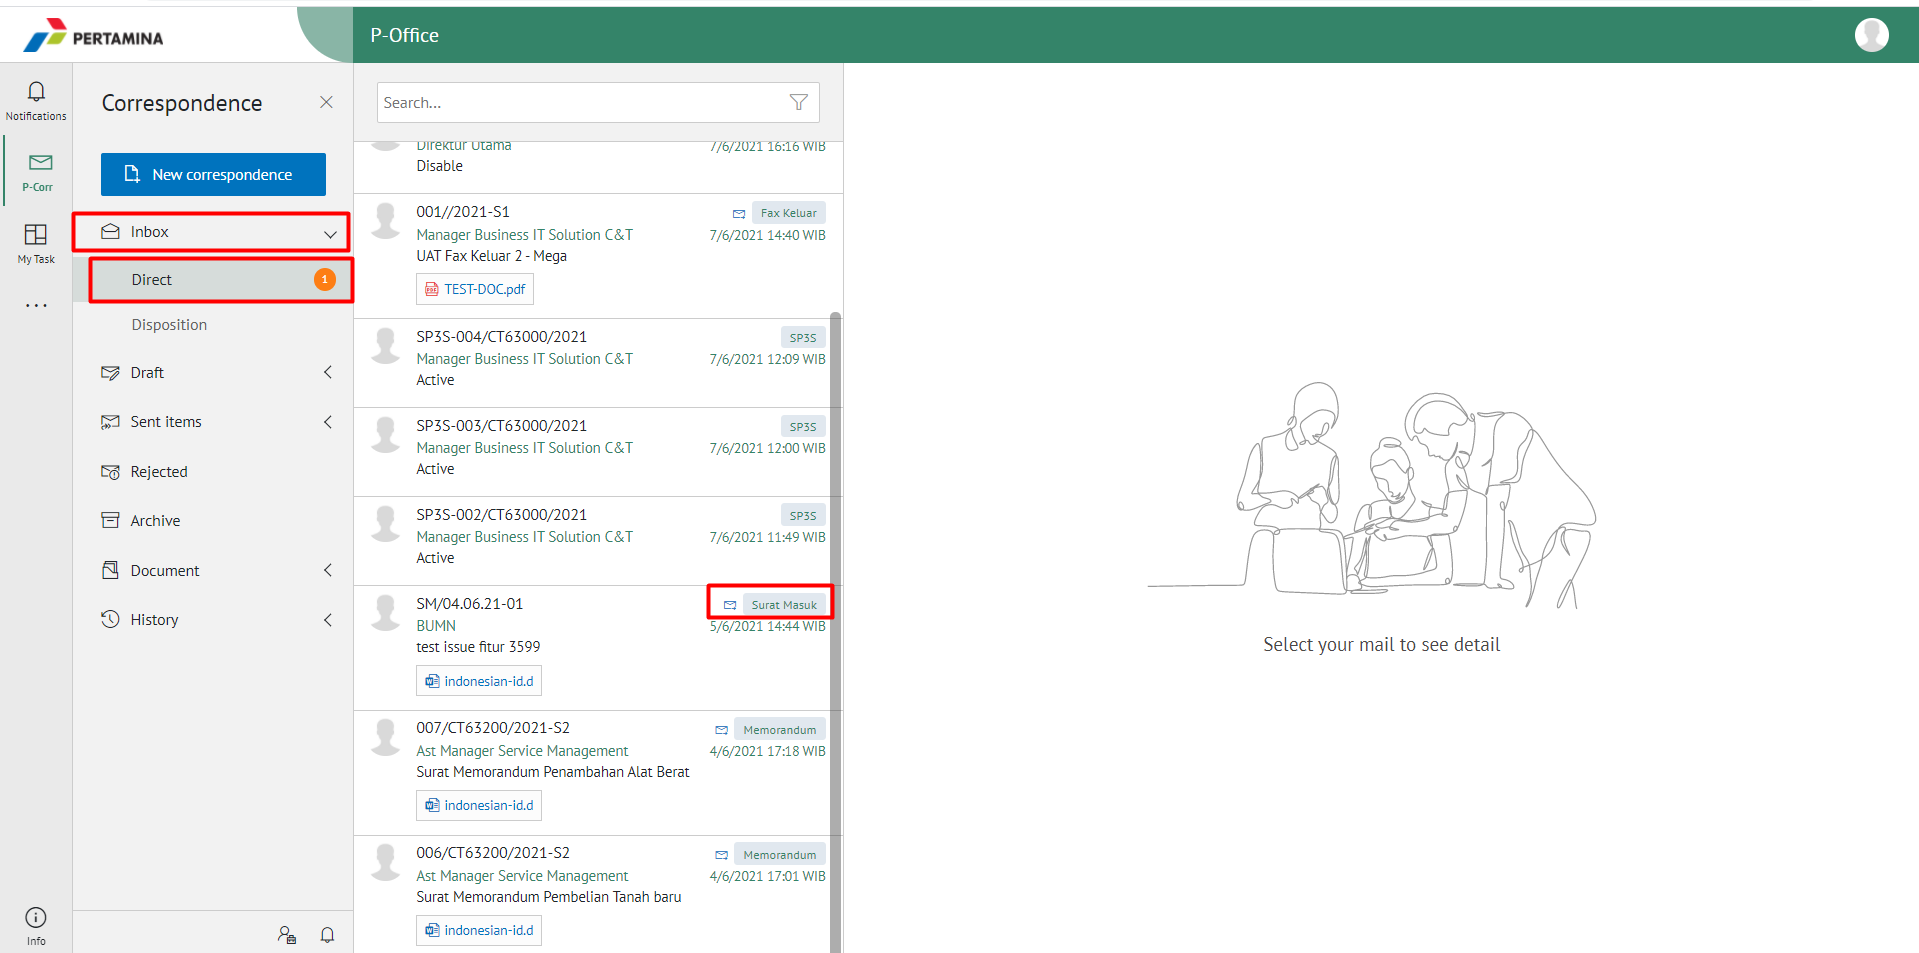 PERTAMINA
P-Office
Notifications
P-Corr
My Task
Info
Correspondence
New correspondence
Inbox
Direct 1
Disposition
Draft
Sent items
Rejected
Archive
Document
History
Search...
Direktur Utama 7/6/2021 16:16 WIB
Disable
001//2021-S1 Fax Keluar
Manager Business IT Solution C&T 7/6/2021 14:40 WIB
UAT Fax Keluar 2 - Mega
TEST-DOC.pdf
SP3S-004/CT63000/2021 SP3S
Manager Business IT Solution C&T 7/6/2021 12:09 WIB
Active
SP3S-003/CT63000/2021 SP3S
Manager Business IT Solution C&T 7/6/2021 12:00 WIB
Active
SP3S-002/CT63000/2021 SP3S
Manager Business IT Solution C&T 7/6/2021 11:49 WIB
Active
SM/04.06.21-01 Surat Masuk
BUMN 5/6/2021 14:44 WIB
test issue fitur 3599
indonesian-id.d
007/CT63200/2021-S2 Memorandum
Ast Manager Service Management 4/6/2021 17:18 WIB
Surat Memorandum Penambahan Alat Berat
indonesian-id.d
006/CT63200/2021-S2 Memorandum
Ast Manager Service Management 4/6/2021 17:01 WIB
Surat Memorandum Pembelian Tanah baru
indonesian-id.d
Select your mail to see detail